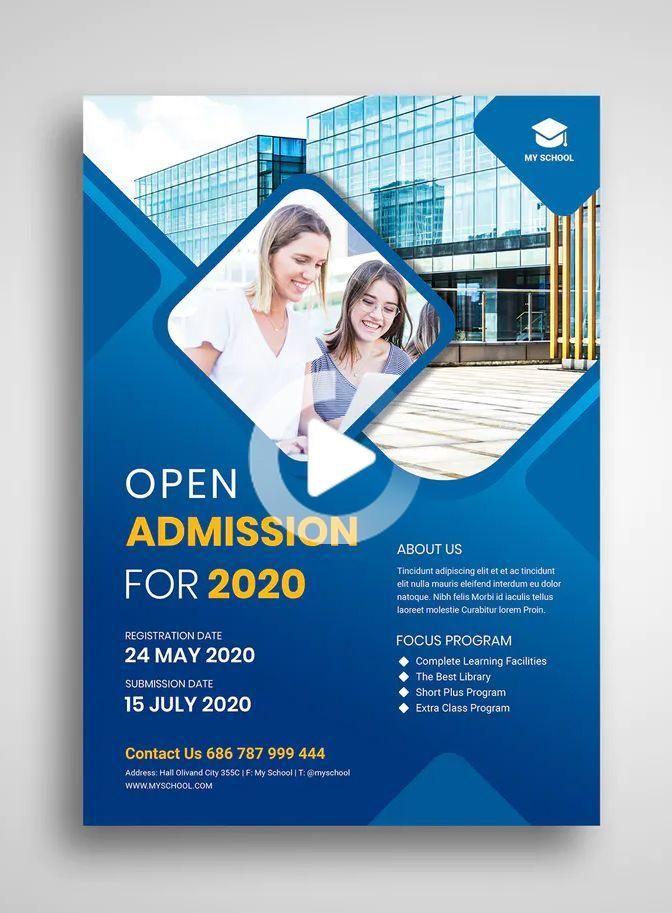 MY SCHOOL
OPEN
ADMISSION
FOR 2020
REGISTRATION DATE
24 MAY 2020
SUBMISSION DATE
15 JULY 2020
Contact Us 686 787 999 444
Address: Hall Olivand City 355C | F: My School | T: @myschool
WWW.MYSCHOOL.COM
ABOUT US
Tincidunt adipiscing elit et et ac tincidunt
elit nulla mauris eleifend interdum eu dolor
natoque. Nibh felis Morbi id iaculis tellus
laoreet molestie Curabitur lorem Proin.
FOCUS PROGRAM
Complete Learning Facilities
The Best Library
Short Plus Program
Extra Class Program